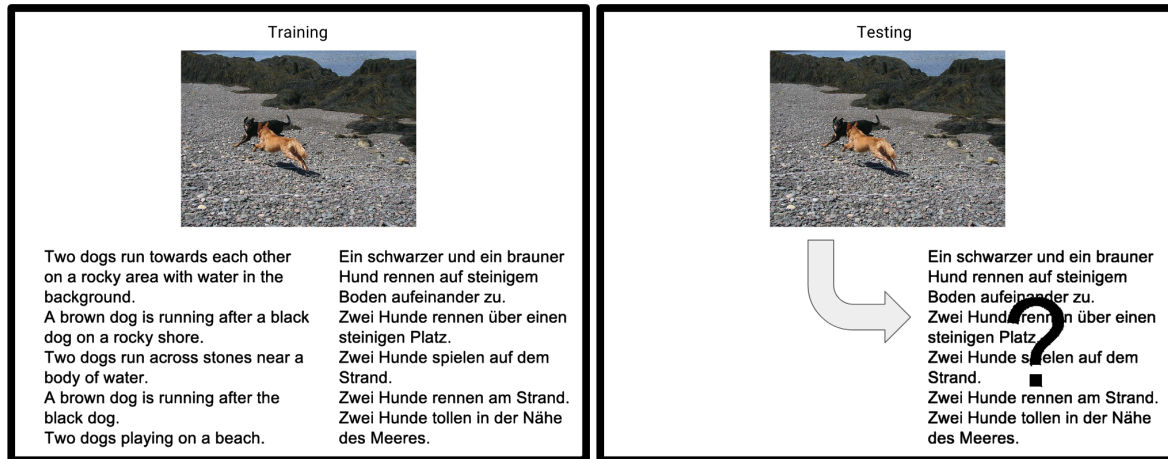 Training
Two dogs run towards each other
on a rocky area with water in the
background.
A brown dog is running after a black
dog on a rocky shore.
Two dogs run across stones near a
body of water.
A brown dog is running after the
black dog.
Two dogs playing on a beach.
Ein schwarzer und ein brauner
Hund rennen auf steinigem
Boden aufeinander zu.
Zwei Hunde rennen über einen
steinigen Platz.
Zwei Hunde spielen auf dem
Strand.
Zwei Hunde rennen am Strand.
Zwei Hunde tollen in der Nähe
des Meeres.
Testing
Ein schwarzer und ein brauner
Hund rennen auf steinigem
Boden aufeinander zu.
Zwei Hunde rennen über einen
steinigen Platz.
Zwei Hunde spielen auf dem
Strand.
Zwei Hunde rennen am Strand.
Zwei Hunde tollen in der Nähe
des Meeres.
?